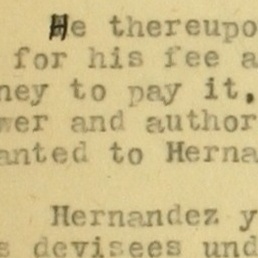 He thereupo
for his fee a
ney to pay it,
wer and author
anted to Herna
Hernandez y
s devisees und